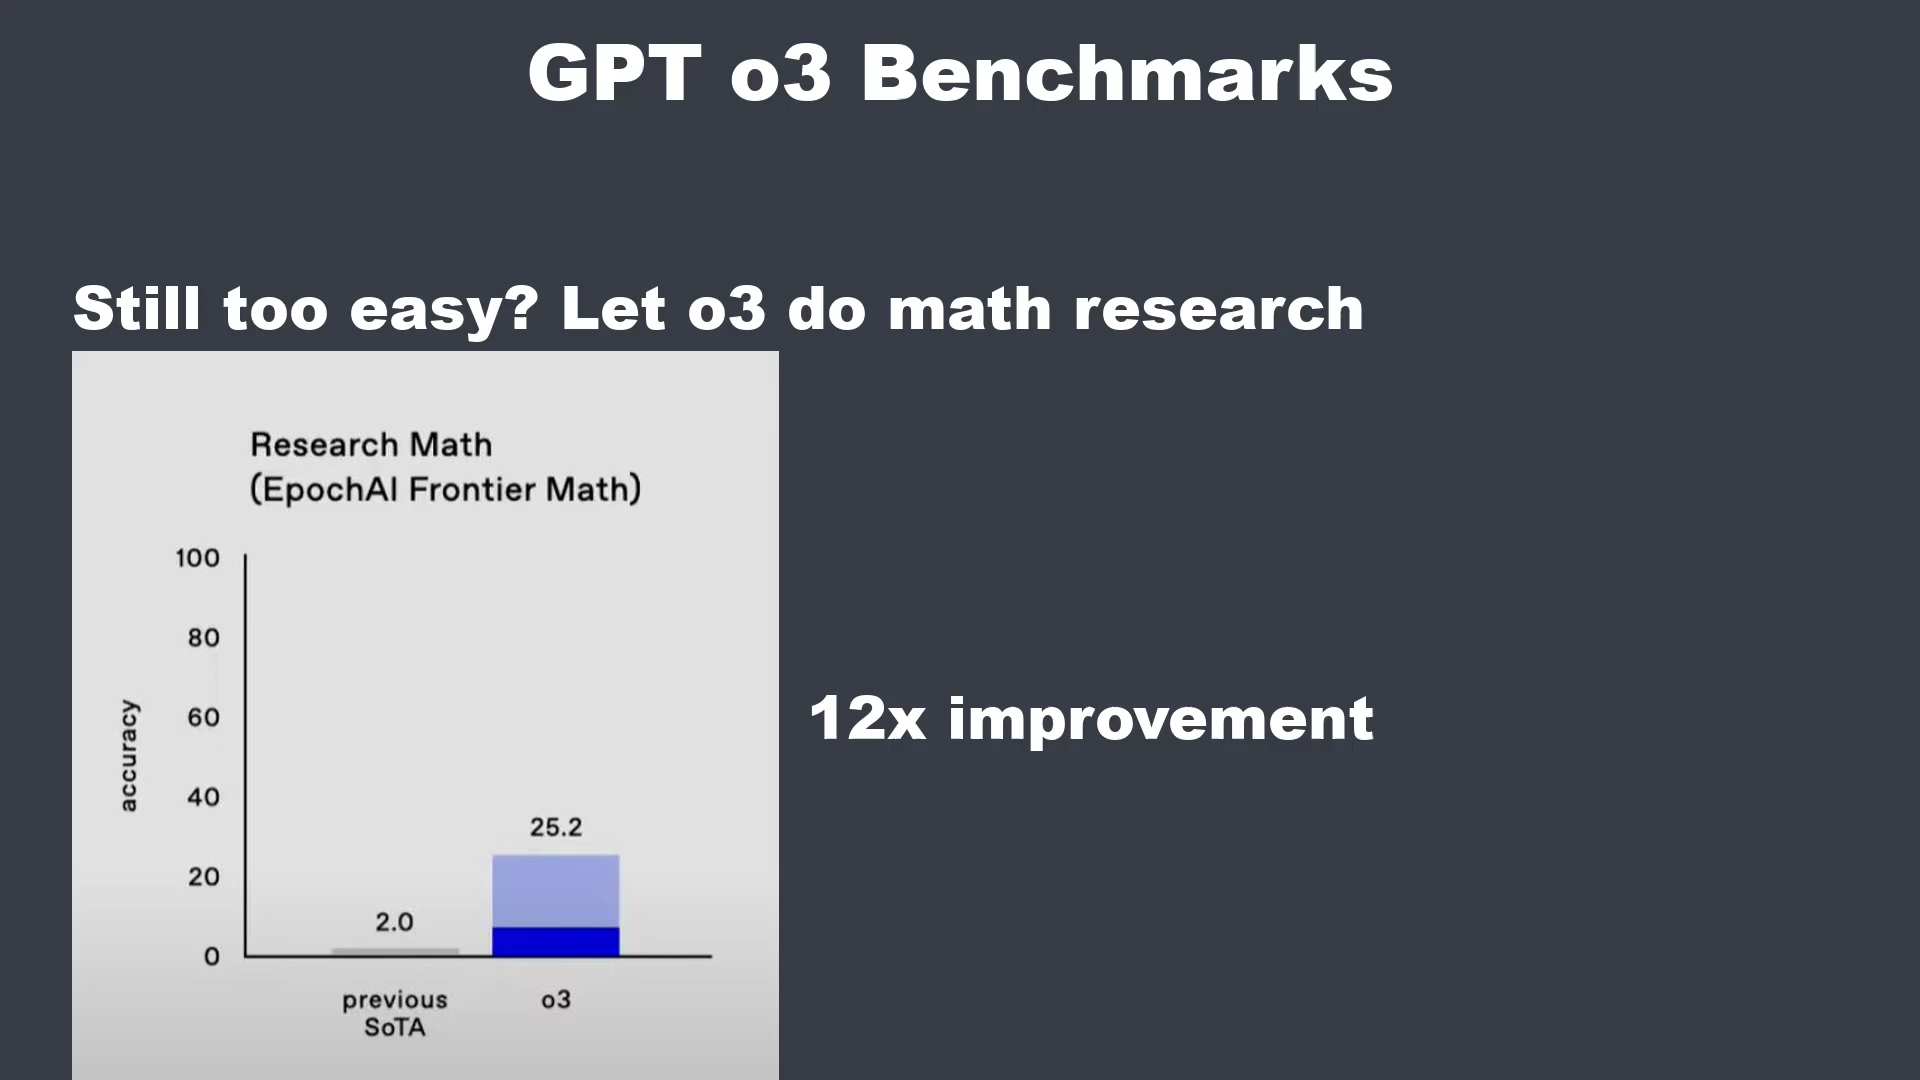 GPT o3 Benchmarks
Still too easy? Let o3 do math research
Research Math
(EpochAI Frontier Math)
100
80
60
40
20
0
accuracy
2.0
25.2
previous
SoTA
o3
12x improvement